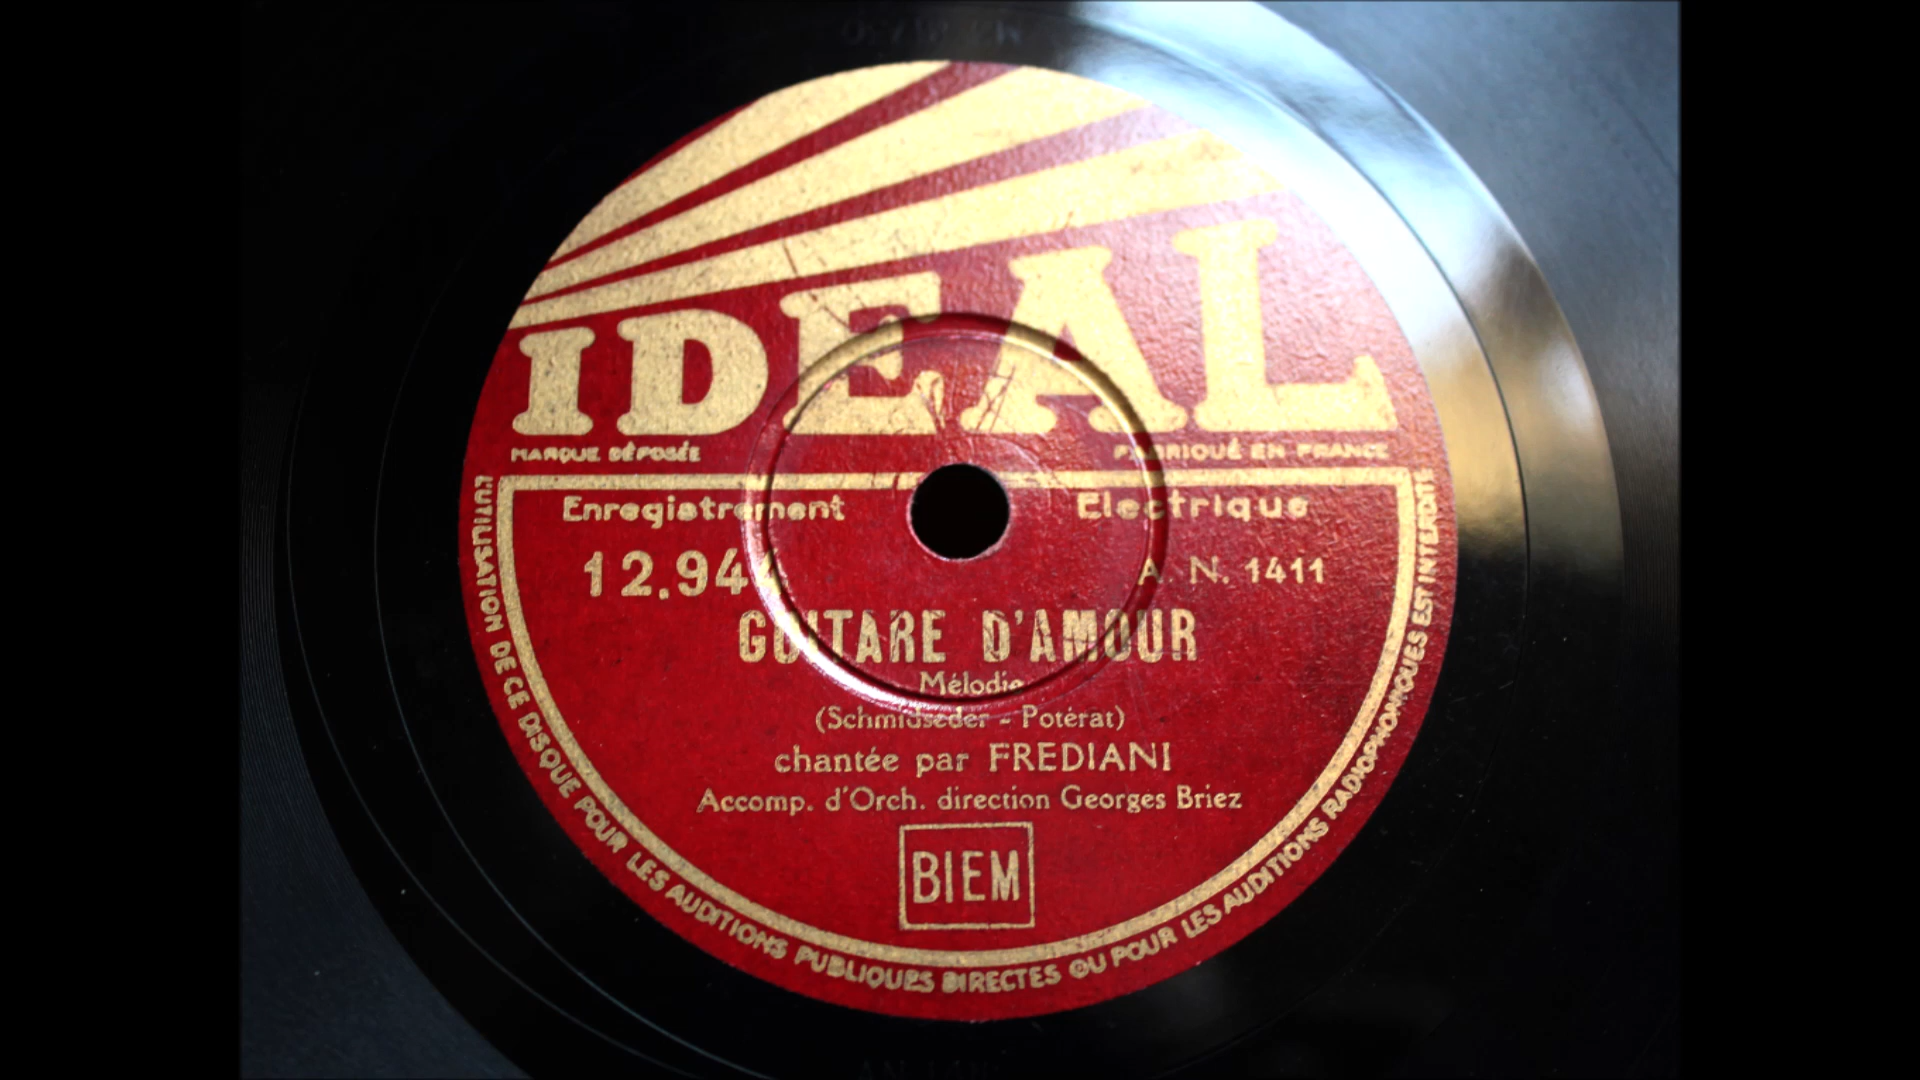 IDEAL
MARQUE DÉPOSÉE
FABRIQUÉ EN FRANCE
Enregistrement Electrique
12.944 A. N. 1411
GUITARE D'AMOUR
Mélodie
(Schmidseder - Potérat)
chantée par FREDIANI
Accomp. d'Orch. direction Georges Briez
BIEM
L'UTILISATION DE CE DISQUE POUR LES AUDITIONS PUBLIQUES DIRECTES OU POUR LES AUDITIONS RADIOPHONIQUES EST INTERDITE